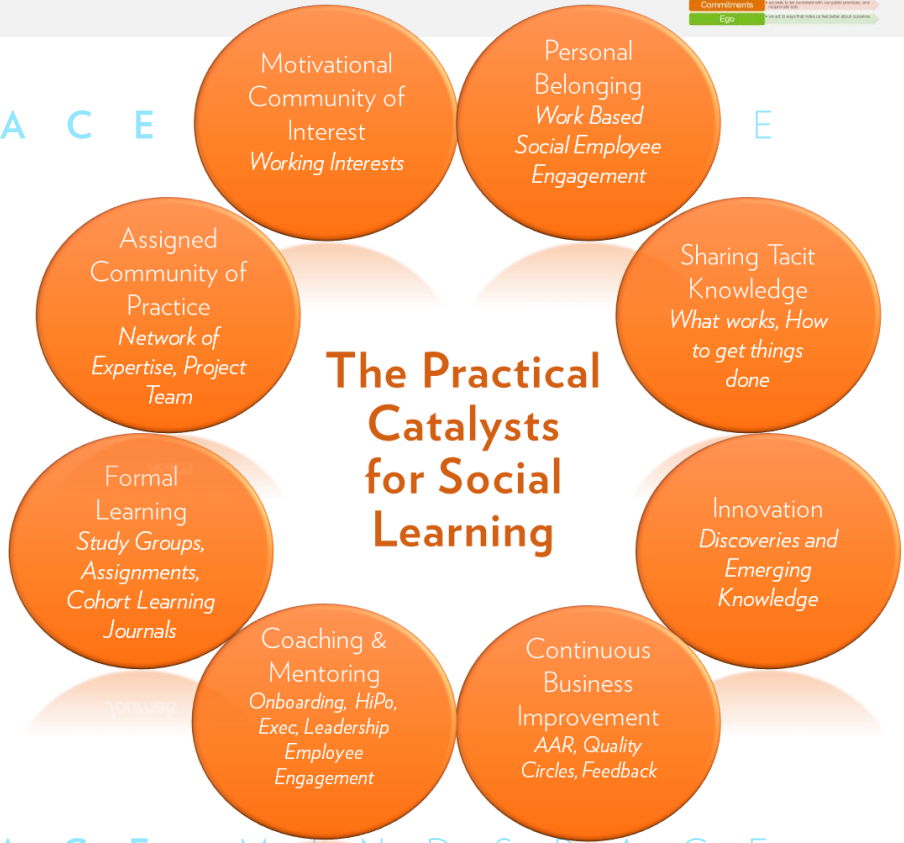 Commitments
Ego
Motivational
Community of
Interest
Working Interests
Personal
Belonging
Work Based
Social Employee
Engagement
A C E
E
Assigned
Community of
Practice
Network of
Expertise, Project
Team
Sharing Tacit
Knowledge
What works, How
to get things
done
The Practical
Catalysts
for Social
Learning
Formal
Learning
Study Groups,
Assignments,
Cohort Learning
Journals
Innovation
Discoveries and
Emerging
Knowledge
Coaching &
Mentoring
Onboarding, HiPo,
Exec, Leadership
Employee
Engagement
Continuous
Business
Improvement
AAR, Quality
Circles, Feedback
A C E M I N D S P A C E